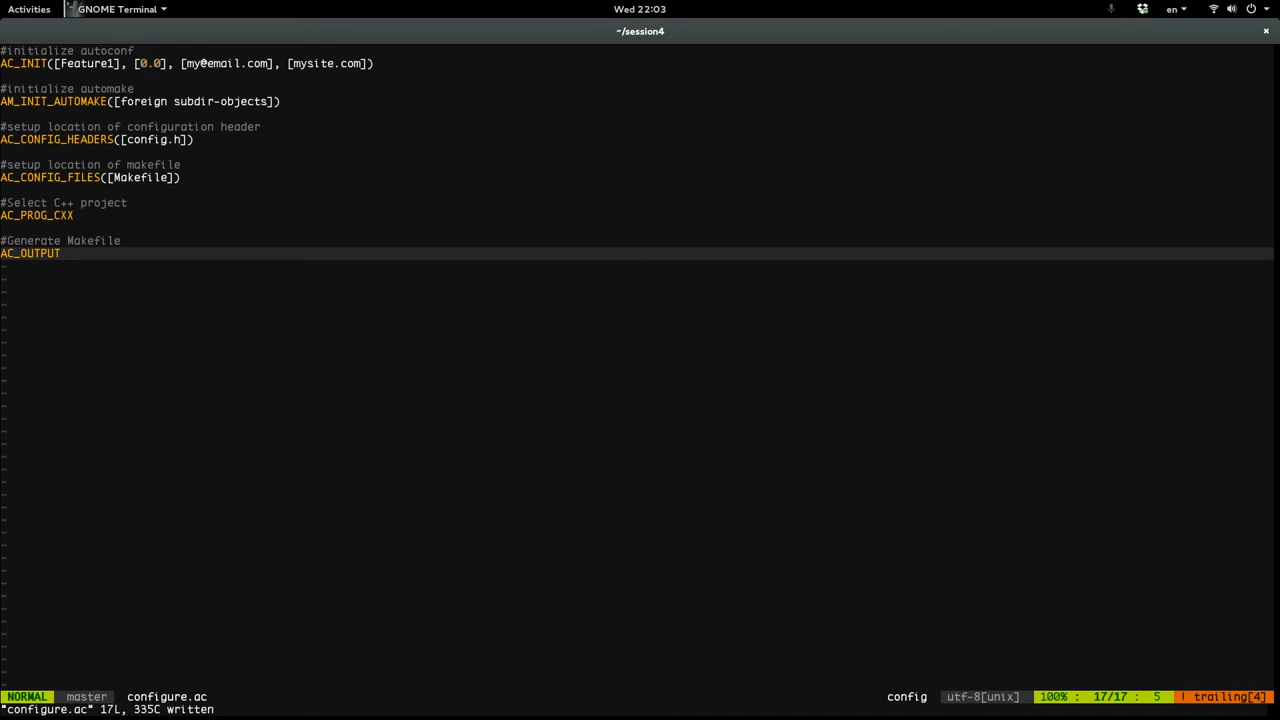 Activities GNOME Terminal Wed 22:03 en
~/session4 ×
#initialize autoconf
AC_INIT([Feature1], [0.0], [my@email.com], [mysite.com])
#initialize automake
AM_INIT_AUTOMAKE([foreign subdir-objects])
#setup location of configuration header
AC_CONFIG_HEADERS([config.h])
#setup location of makefile
AC_CONFIG_FILES([Makefile])
#Select C++ project
AC_PROG_CXX
#Generate Makefile
AC_OUTPUT
NORMAL master configure.ac config utf-8[unix] 100% : 17/17 : 5 ! trailing[4]
"configure.ac" 17L, 335C written